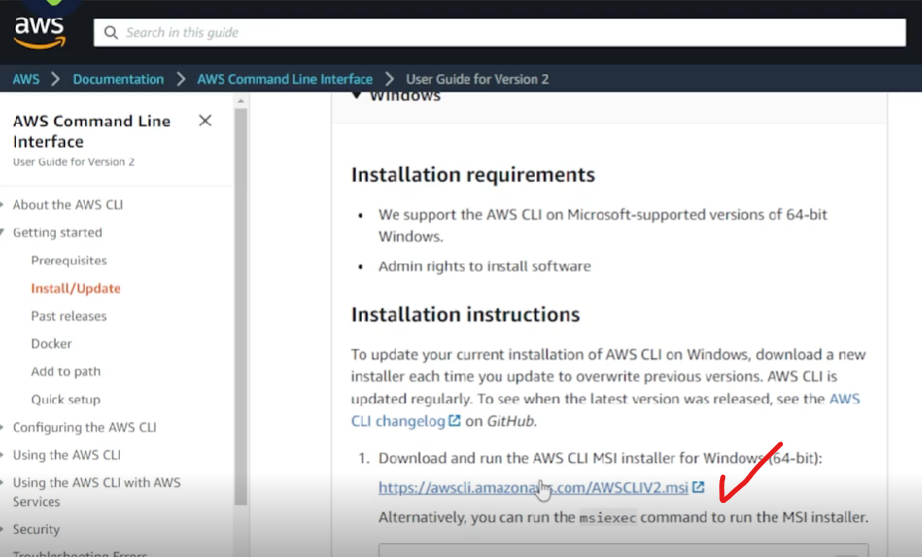 aws
Search in this guide
AWS > Documentation > AWS Command Line Interface > User Guide for Version 2
AWS Command Line
Interface
User Guide for Version 2
About the AWS CLI
Getting started
Prerequisites
Install/Update
Past releases
Docker
Add to path
Quick setup
Configuring the AWS CLI
Using the AWS CLI
Using the AWS CLI with AWS
Services
Security
Troubleshooting Errors
Windows
Installation requirements
• We support the AWS CLI on Microsoft-supported versions of 64-bit
Windows.
• Admin rights to install software
Installation instructions
To update your current installation of AWS CLI on Windows, download a new
installer each time you update to overwrite previous versions. AWS CLI is
updated regularly. To see when the latest version was released, see the AWS
CLI changelog on GitHub.
1. Download and run the AWS CLI MSI installer for Windows (64-bit):
https://awscli.amazonaws.com/AWSCLIV2.msi
Alternatively, you can run the msiexec command to run the MSI installer.